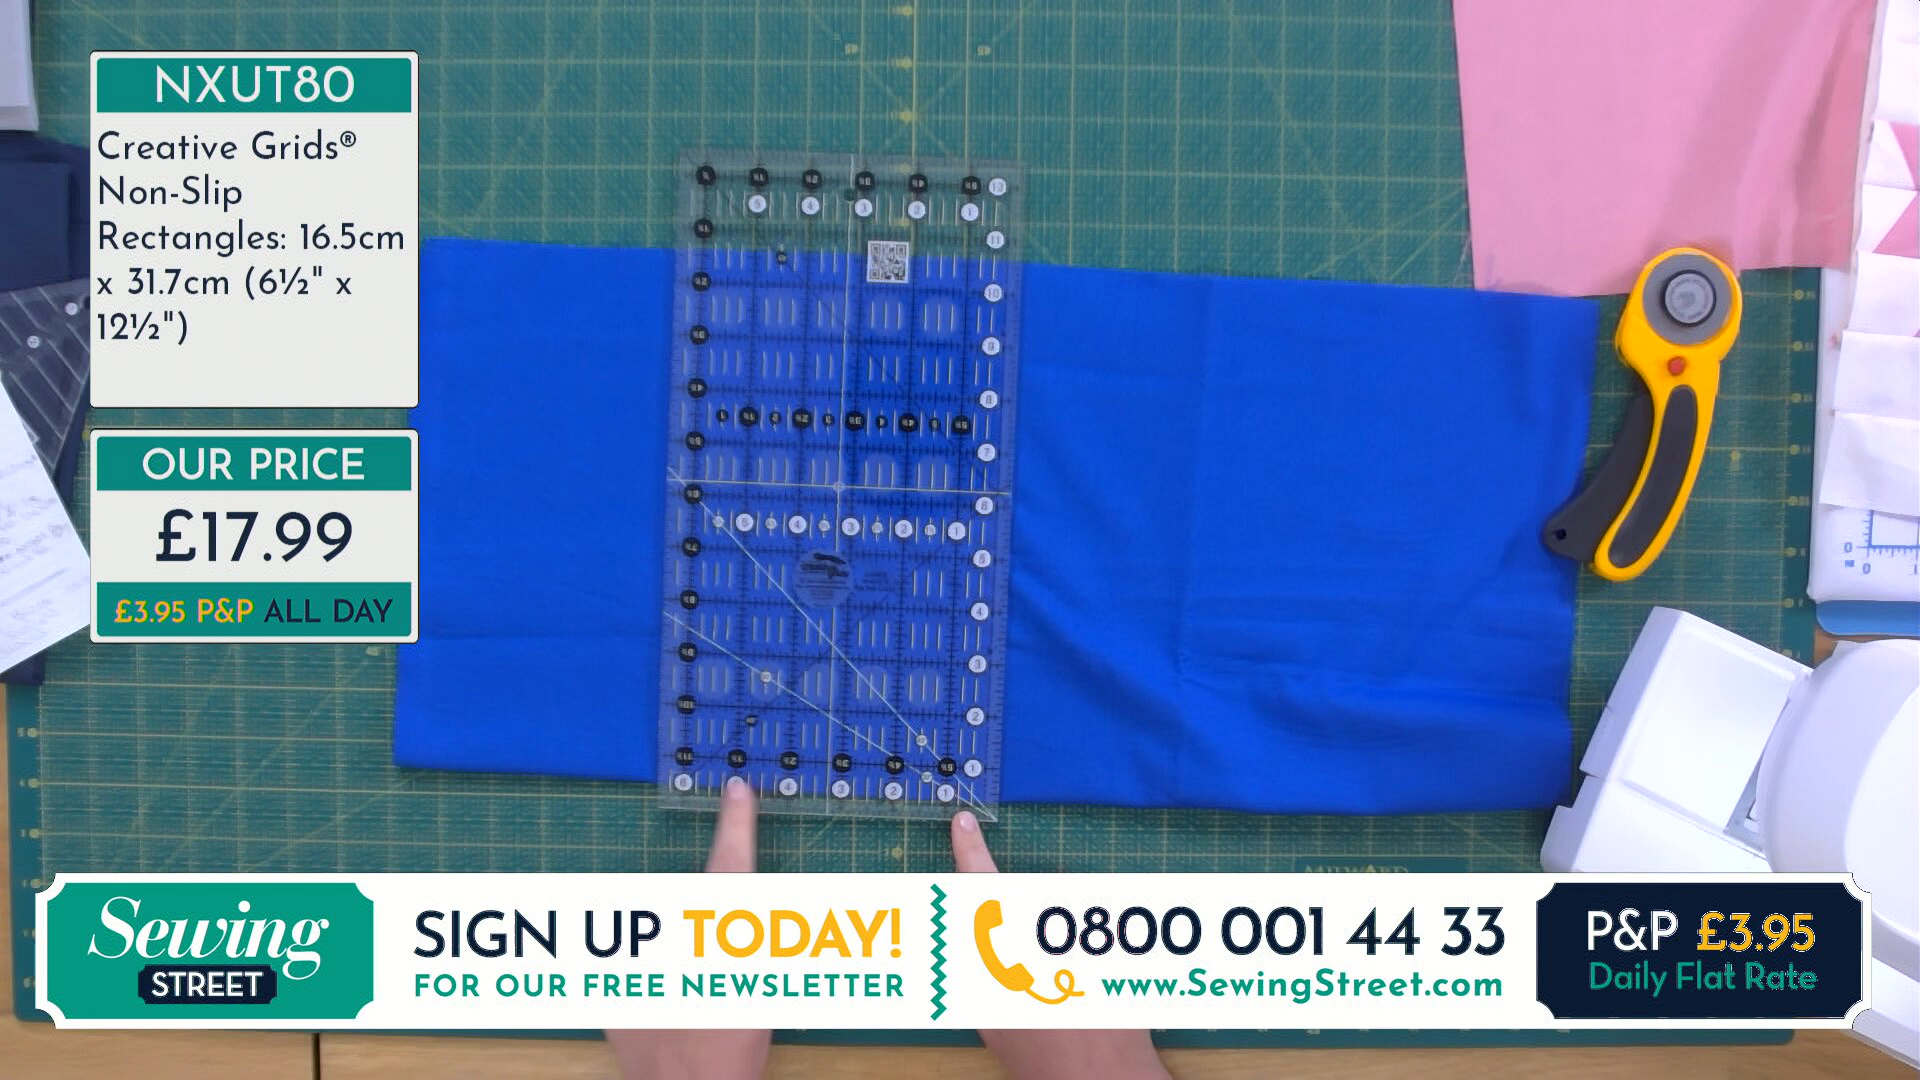 NXUT80
Creative Grids®
Non-Slip
Rectangles: 16.5cm
x 31.7cm (6½" x
12½")
OUR PRICE
£17.99
£3.95 P&P ALL DAY
Sewing
STREET
SIGN UP TODAY!
FOR OUR FREE NEWSLETTER
0800 001 44 33
www.SewingStreet.com
P&P £3.95
Daily Flat Rate